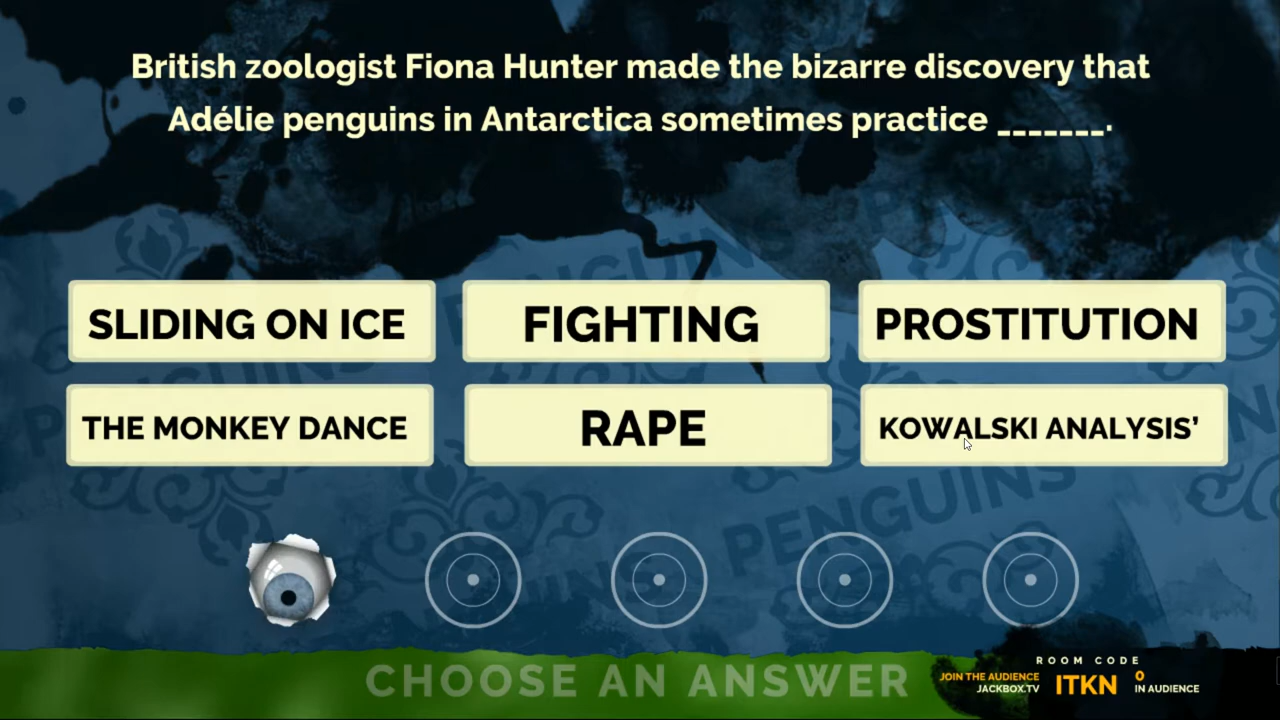 British zoologist Fiona Hunter made the bizarre discovery that
Adélie penguins in Antarctica sometimes practice _______.
PENGUINS
SLIDING ON ICE
FIGHTING
PROSTITUTION
THE MONKEY DANCE
RAPE
KOWALSKI ANALYSIS’
PENGUINS
CHOOSE AN ANSWER
ROOM CODE
JOIN THE AUDIENCE
JACKBOX.TV
ITKN
0
IN AUDIENCE